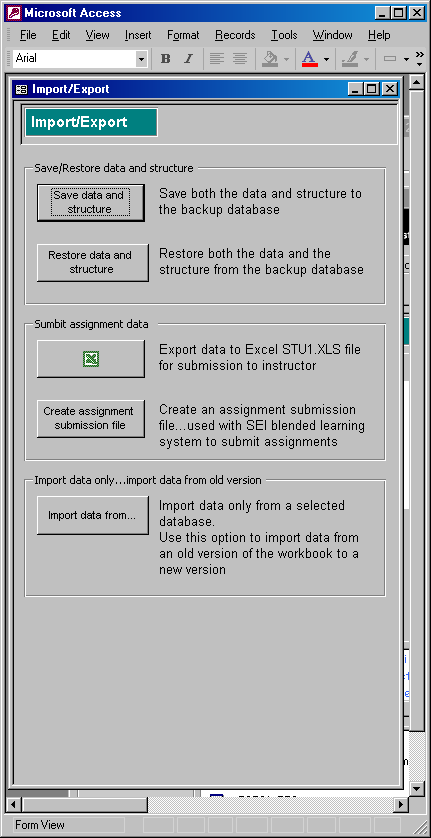 Microsoft Access
File Edit View Insert Format Records Tools Window Help
Arial B I A
Import/Export
Import/Export
Save/Restore data and structure
Save data and
structure
Save both the data and structure to
the backup database
Restore data and
structure
Restore both the data and the
structure from the backup database
Sumbit assignment data
Export data to Excel STU1.XLS file
for submission to instructor
Create assignment
submission file
Create an assignment submission
file...used with SEI blended learning
system to submit assignments
Import data only...import data from old version
Import data from...
Import data only from a selected
database.
Use this option to import data from
an old version of the workbook to a
new version
Form View